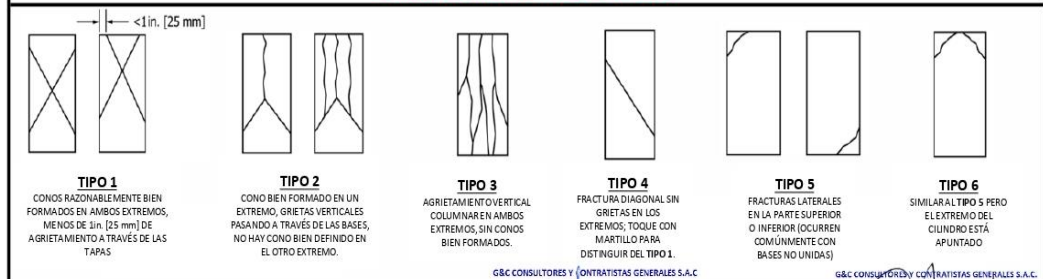 <1in. [25 mm]
TIPO 1
CONOS RAZONABLEMENTE BIEN
FORMADOS EN AMBOS EXTREMOS,
MENOS DE 1in. [25 mm] DE
AGRIETAMIENTO A TRAVÉS DE LAS
TAPAS
TIPO 2
CONO BIEN FORMADO EN UN
EXTREMO, GRIETAS VERTICALES
PASANDO A TRAVÉS DE LAS BASES,
NO HAY CONO BIEN DEFINIDO EN
EL OTRO EXTREMO.
TIPO 3
AGRIETAMIENTO VERTICAL
COLUMNAR EN AMBOS
EXTREMOS, SIN CONOS
BIEN FORMADOS.
TIPO 4
FRACTURA DIAGONAL SIN
GRIETAS EN LOS
EXTREMOS; TOQUE CON
MARTILLO PARA
DISTINGUIR DEL TIPO 1.
TIPO 5
FRACTURAS LATERALES
EN LA PARTE SUPERIOR
O INFERIOR (OCURREN
COMÚNMENTE CON
BASES NO UNIDAS)
TIPO 6
SIMILAR AL TIPO 5 PERO
EL EXTREMO DEL
CILINDRO ESTÁ
APUNTADO
G&C CONSULTORES Y CONTRATISTAS GENERALES S.A.C
G&C CONSULTORES Y CONTRATISTAS GENERALES S.A.C.